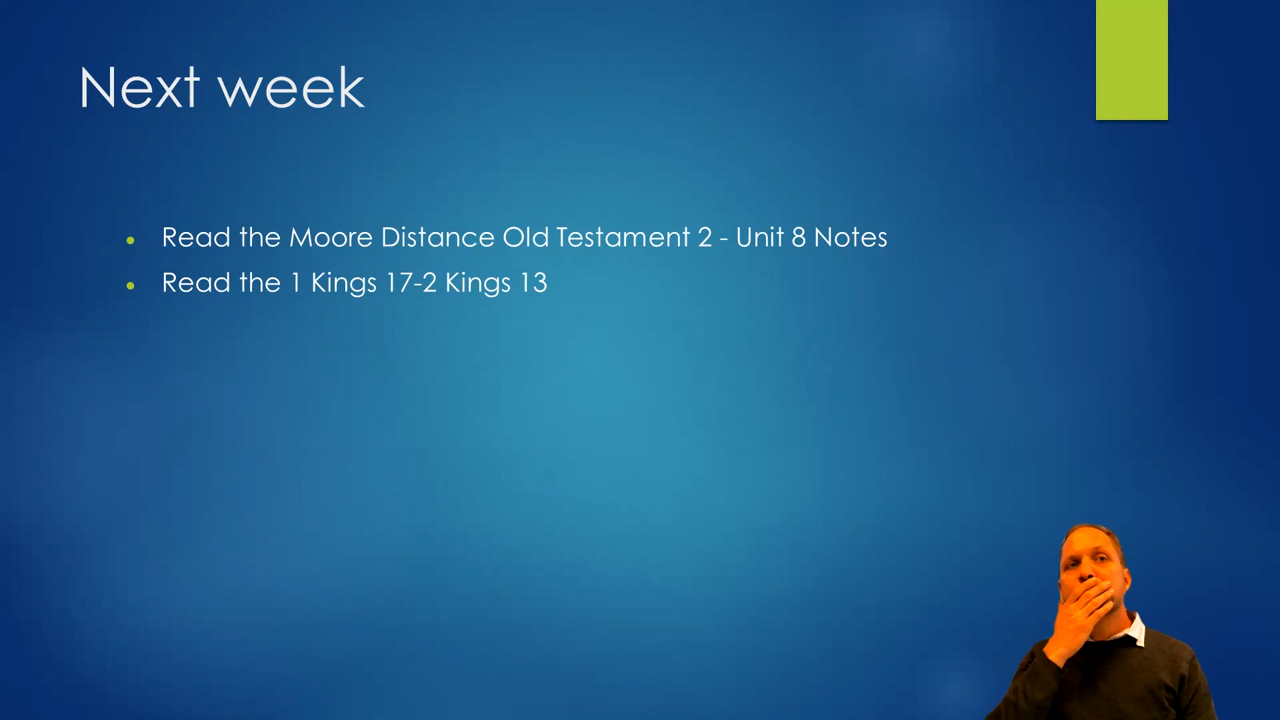 Next week
Read the Moore Distance Old Testament 2 - Unit 8 Notes
Read the 1 Kings 17-2 Kings 13